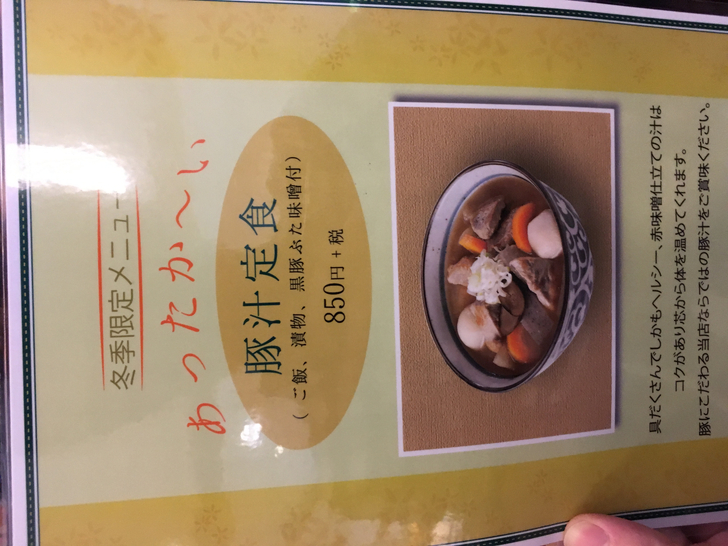 冬季限定メニュー
あったか〜い
豚汁定食
(ご飯、漬物、黒豚ぶた味噌付)
850円+税
具だくさんでしかもヘルシー、赤味噌仕立ての汁は
コクがあり芯から体を温めてくれます。
豚にこだわる当店ならではの豚汁をご賞味ください。